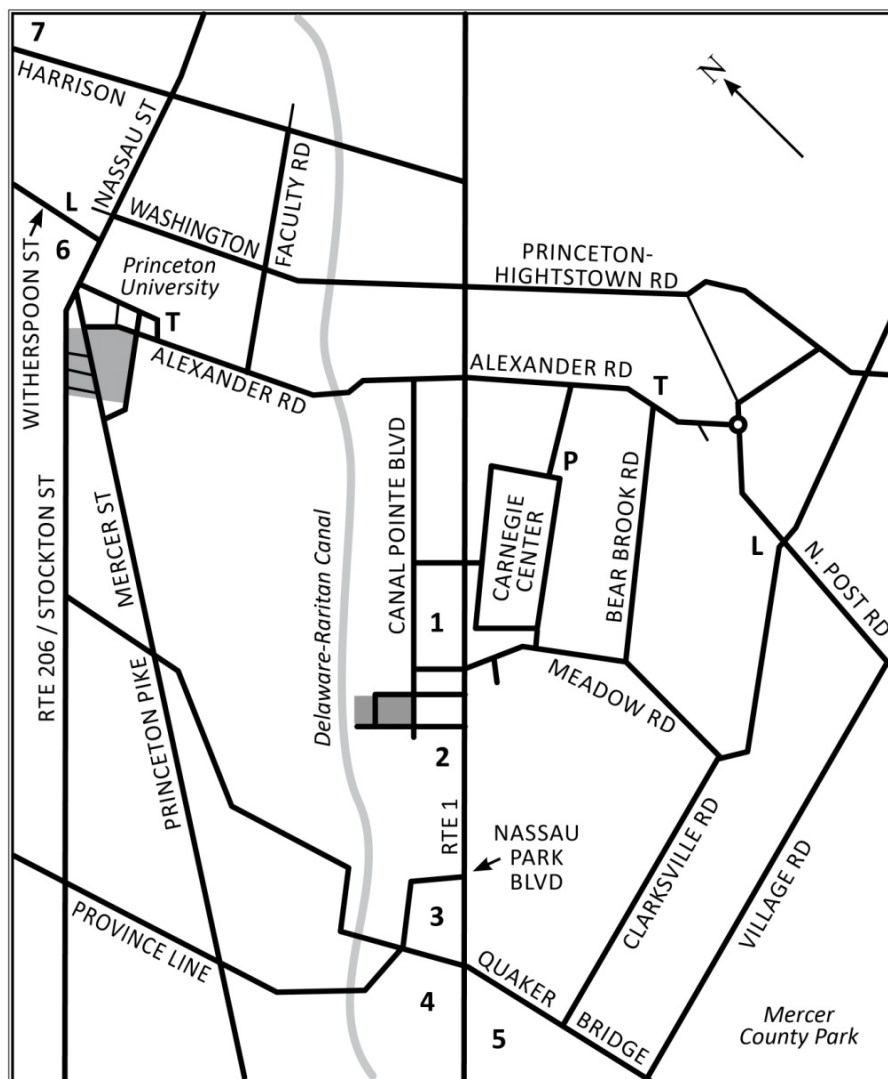 7
HARRISON
NASSAU ST
N
L
WASHINGTON
FACULTY RD
6
WITHERSPOON ST
Princeton
University
PRINCETON-
HIGHTSTOWN RD
T
ALEXANDER RD
ALEXANDER RD
T
P
RTE 206 / STOCKTON ST
MERCER ST
Delaware-Raritan Canal
CANAL POINTE BLVD
CARNEGIE
CENTER
BEAR BROOK RD
L
N. POST RD
1
MEADOW RD
PRINCETON PIKE
2
RTE 1
NASSAU
PARK
BLVD
CLARKSVILLE RD
VILLAGE RD
PROVINCE LINE
3
QUAKER
BRIDGE
4
5
Mercer
County Park